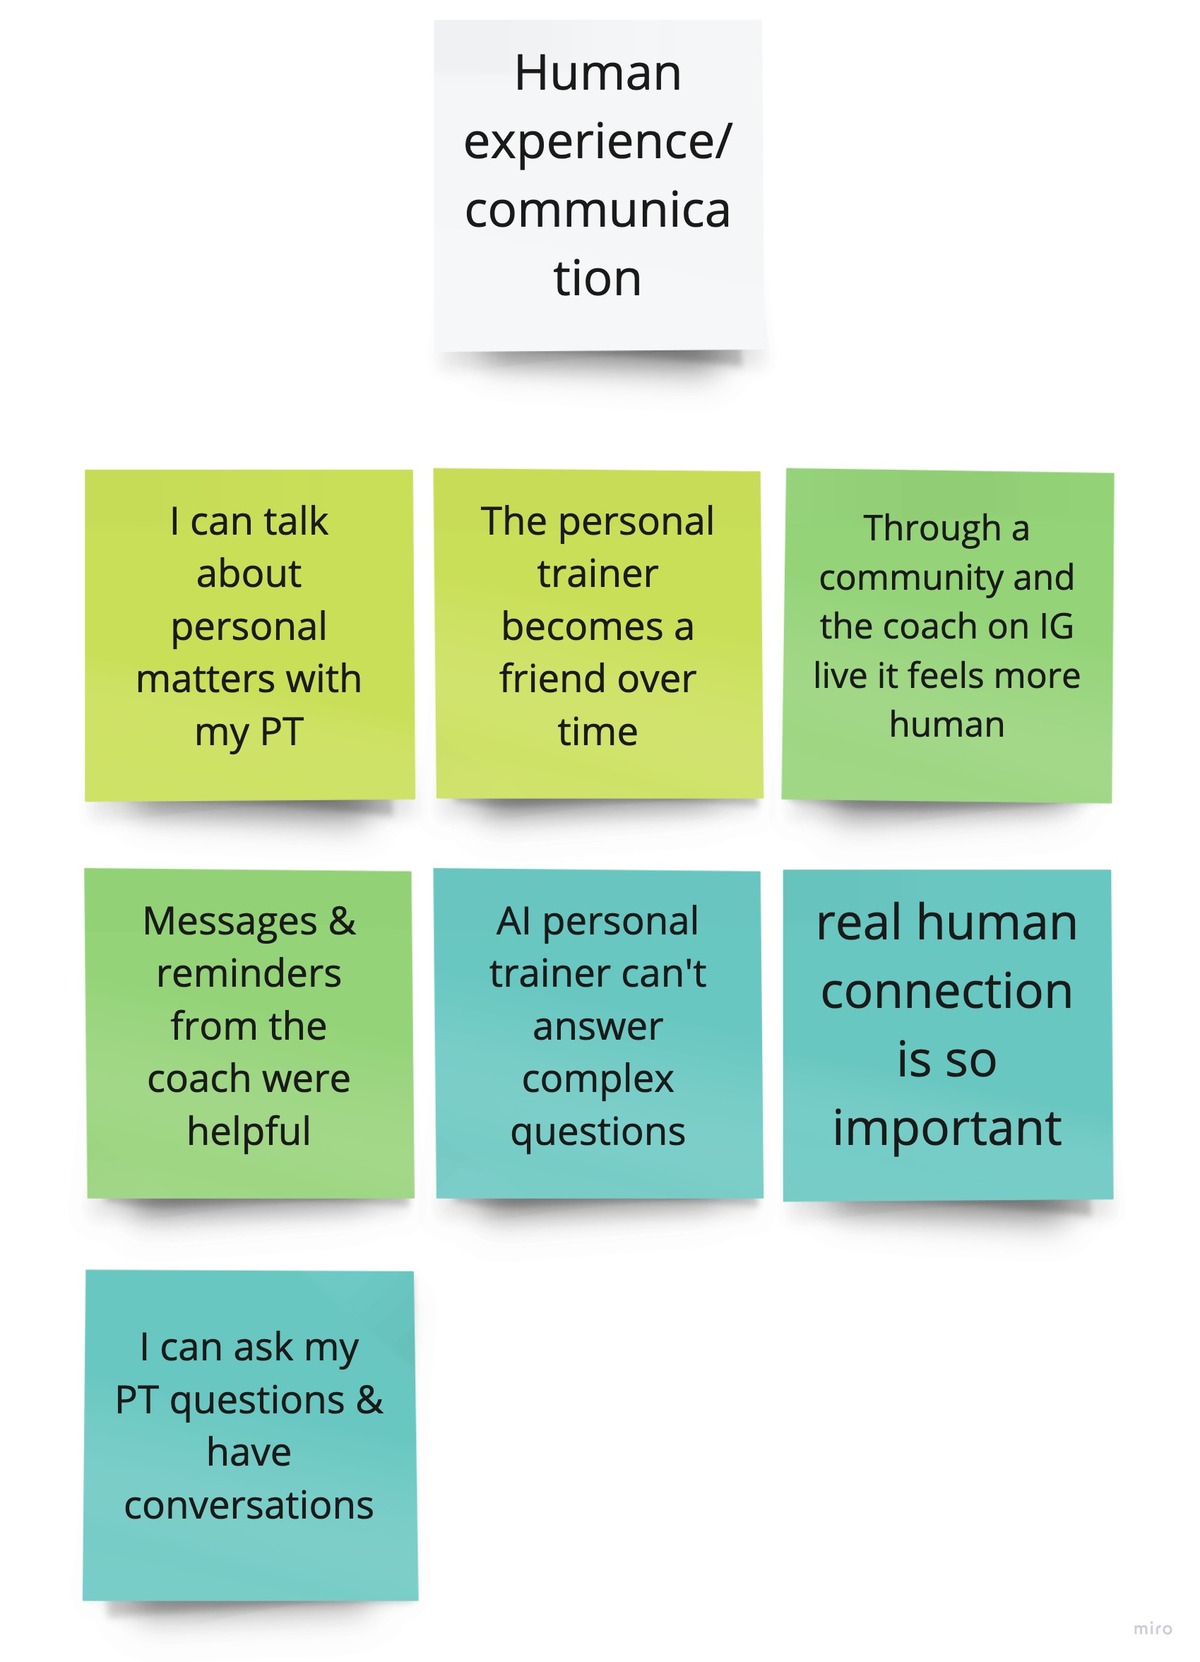 Human
experience/
communica
tion
I can talk
about
personal
matters with
my PT
The personal
trainer
becomes a
friend over
time
Through a
community and
the coach on IG
live it feels more
human
Messages &
reminders
from the
coach were
helpful
AI personal
trainer can't
answer
complex
questions
real human
connection
is so
important
I can ask my
PT questions &
have
conversations
miro